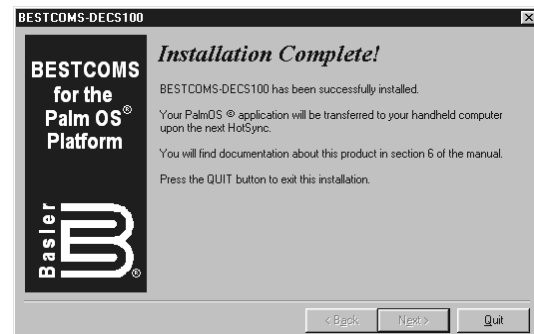 BESTCOMS-DECS100
BESTCOMS
for the
Palm OS®
Platform
Basler
B®
Installation Complete!
BESTCOMS-DECS100 has been successfully installed.
Your PalmOS ® application will be transferred to your handheld computer
upon the next HotSync.
You will find documentation about this product in section 6 of the manual.
Press the QUIT button to exit this installation.
< Back
Next >
Quit